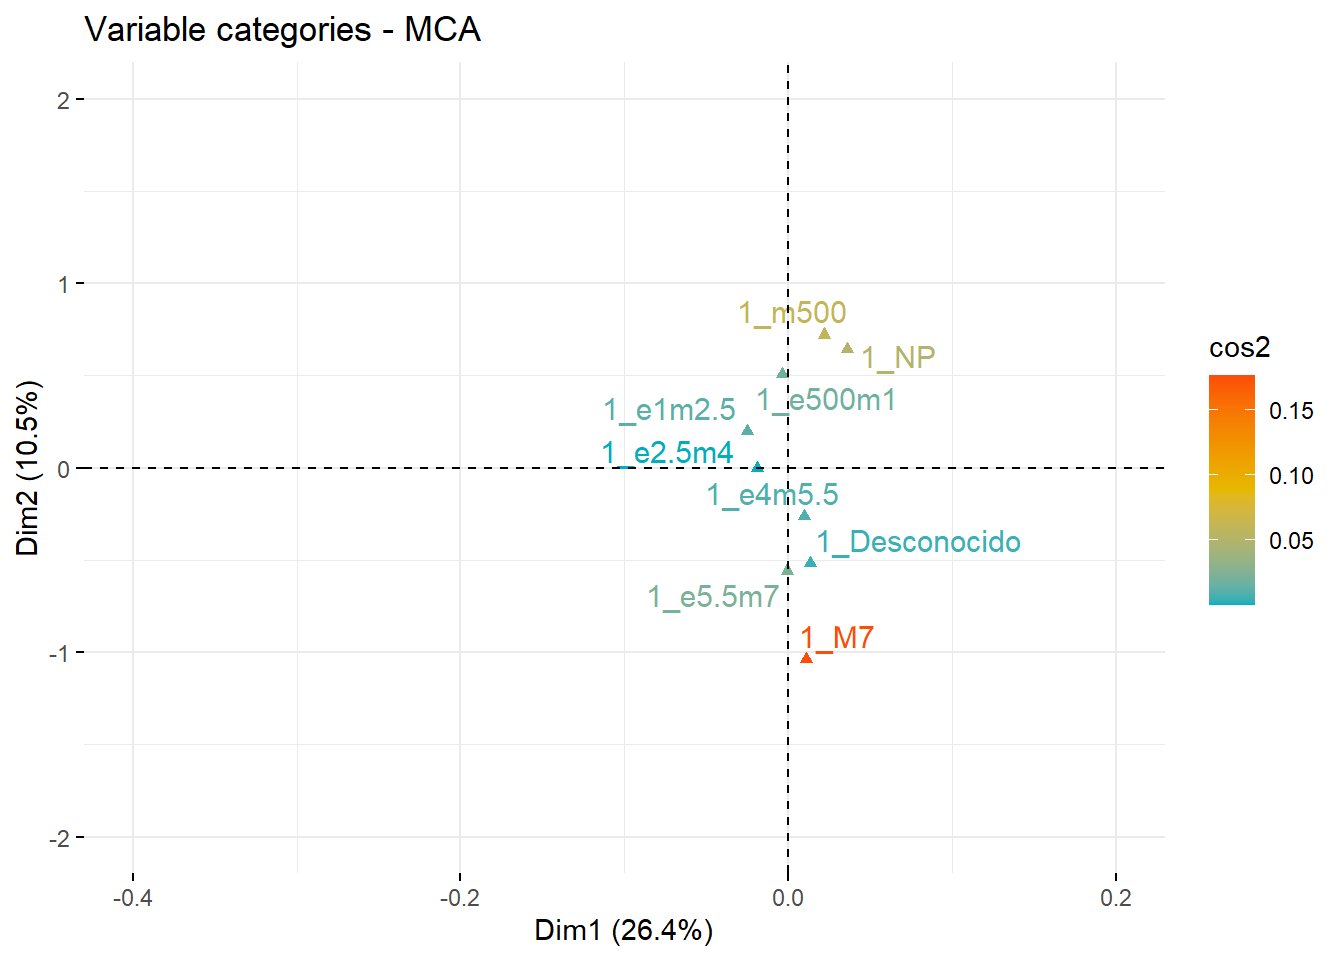 Variable categories - MCA
2
1
0
-1
-2
Dim2 (10.5%)
1_m500
1_NP
1_e500m1
1_e1m2.5
1_e2.5m4
1_e4m5.5
1_Desconocido
1_e5.5m7
1_M7
-0.4
-0.2
0.0
0.2
Dim1 (26.4%)
cos2
0.15
0.10
0.05